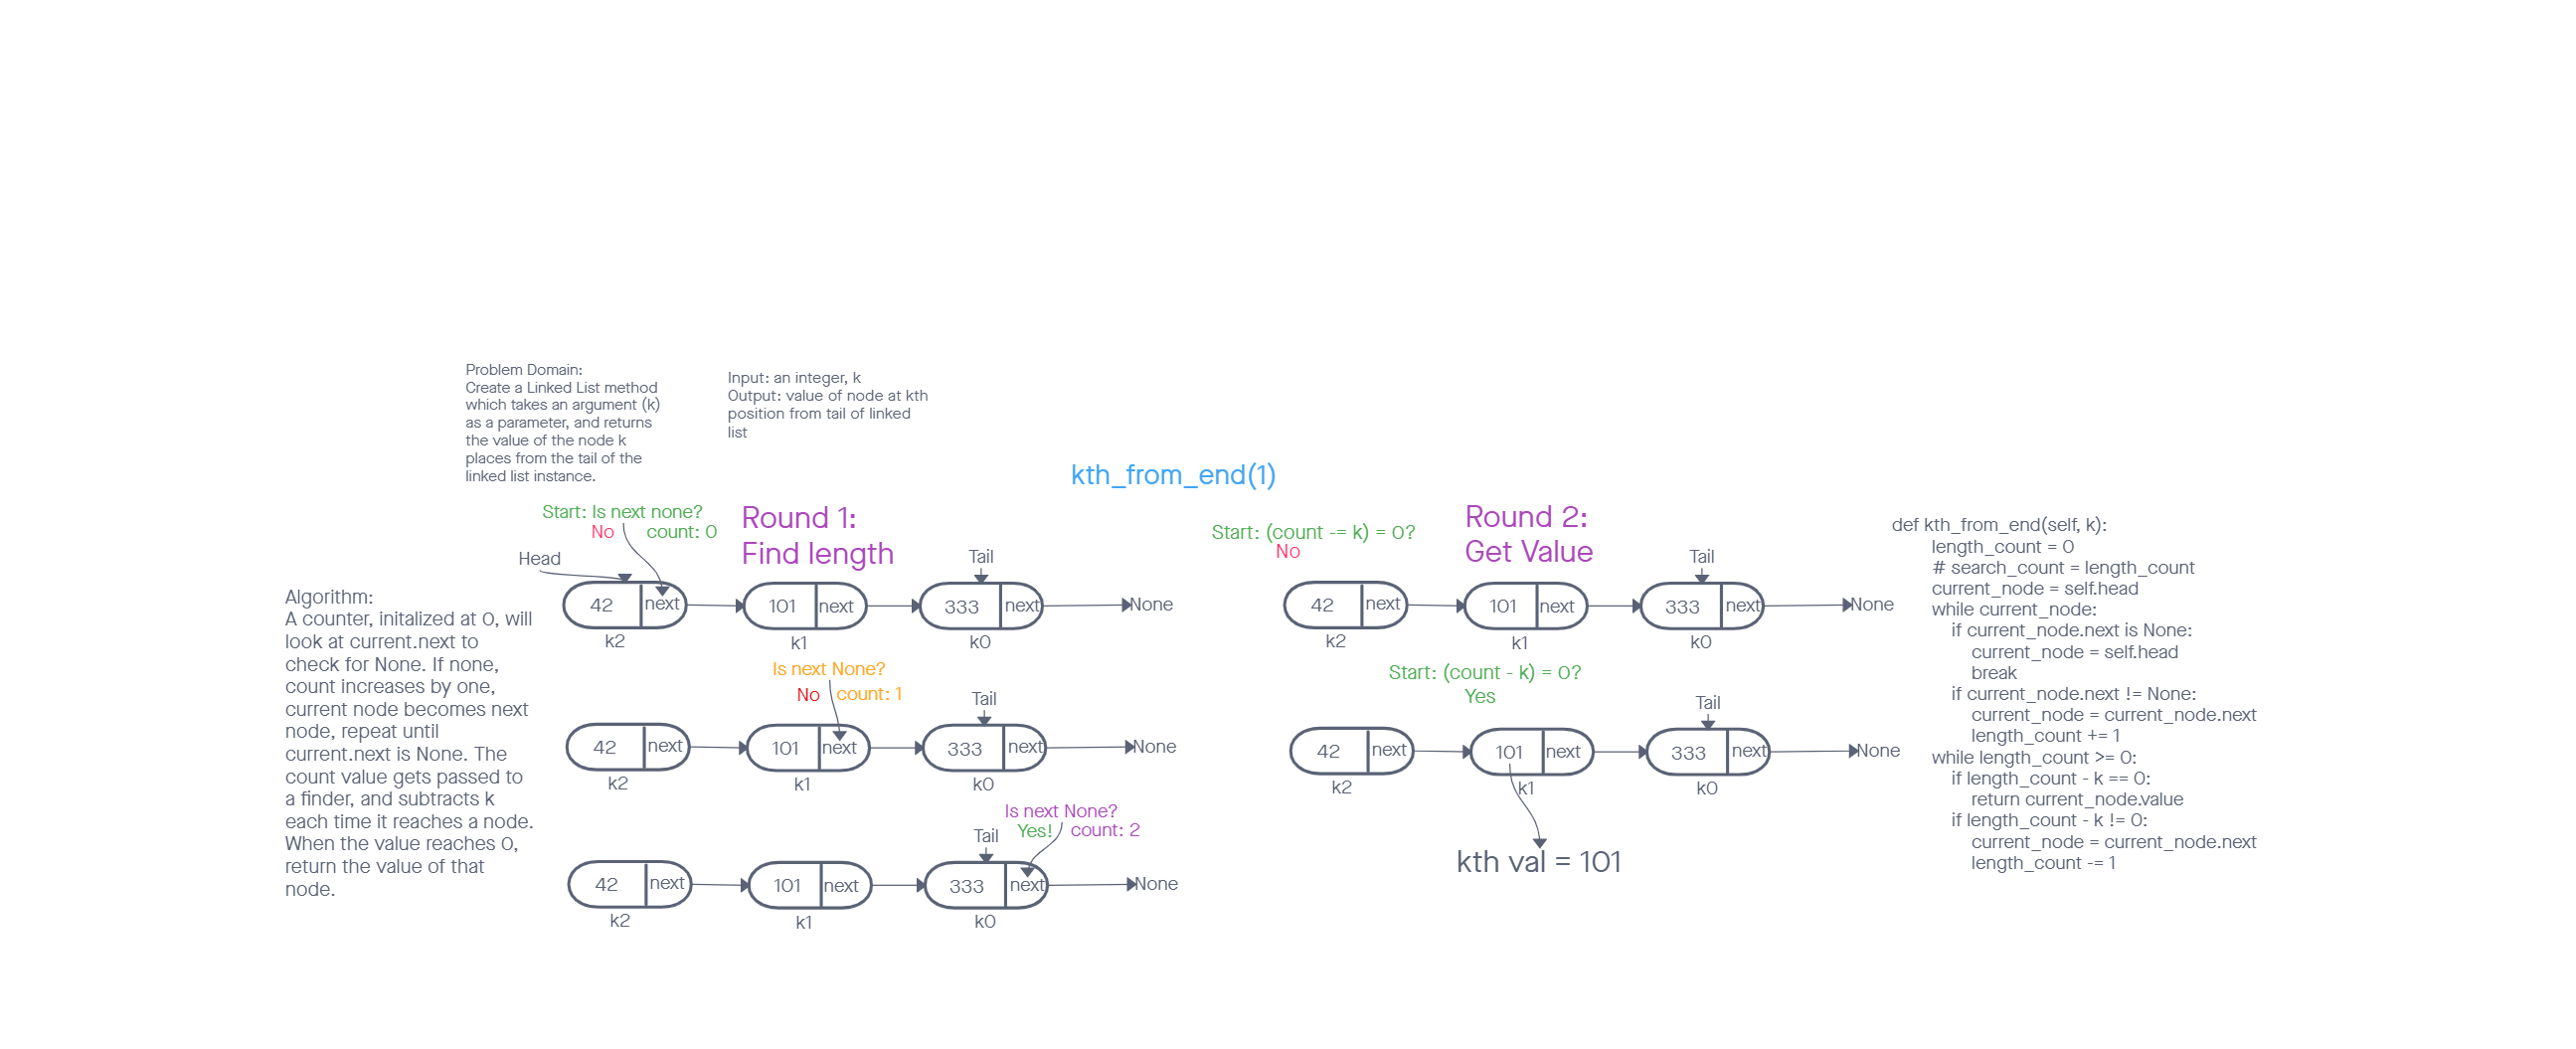 Problem Domain:
Create a Linked List method
which takes an argument (k)
as a parameter, and returns
the value of the node k
places from the tail of the
linked list instance.
Input: an integer, k
Output: value of node at kth
position from tail of linked
list
kth_from_end(1)
Algorithm:
A counter, initalized at 0, will
look at current.next to
check for None. If none,
count increases by one,
current node becomes next
node, repeat until
current.next is None. The
count value gets passed to
a finder, and subtracts k
each time it reaches a node.
When the value reaches 0,
return the value of that
node.
Round 1:
Find length
Start: Is next none?
No count: 0
Head
Tail
42 next 101 next 333 next None
k2 k1 k0
Is next None?
No count: 1
Tail
42 next 101 next 333 next None
k2 k1 k0
Is next None?
Yes! count: 2
Tail
42 next 101 next 333 next None
k2 k1 k0
Round 2:
Get Value
Start: (count -= k) = 0?
No
Tail
42 next 101 next 333 next None
k2 k1 k0
Start: (count - k) = 0?
Yes
Tail
42 next 101 next 333 next None
k2 k1 k0
kth val = 101
def kth_from_end(self, k):
length_count = 0
# search_count = length_count
current_node = self.head
while current_node:
if current_node.next is None:
current_node = self.head
break
if current_node.next != None:
current_node = current_node.next
length_count += 1
while length_count >= 0:
if length_count - k == 0:
return current_node.value
if length_count - k != 0:
current_node = current_node.next
length_count -= 1